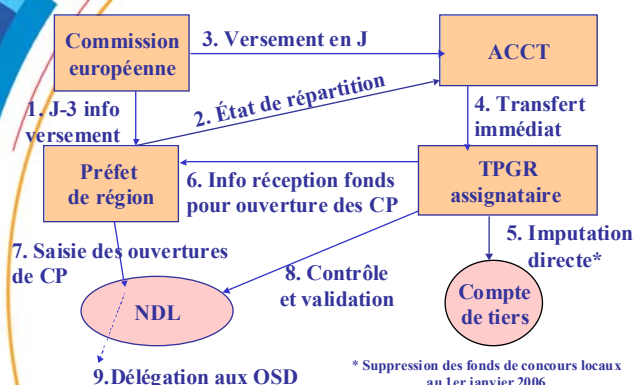 Commission
européenne
3. Versement en J
ACCT
1. J-3 info
versement
2. État de répartition
4. Transfert
immédiat
Préfet
de région
6. Info réception fonds
pour ouverture des CP
TPGR
assignataire
7. Saisie des ouvertures
de CP
5. Imputation
directe*
NDL
8. Contrôle
et validation
Compte
de tiers
9.Délégation aux OSD
* Suppression des fonds de concours locaux
au 1er janvier 2006